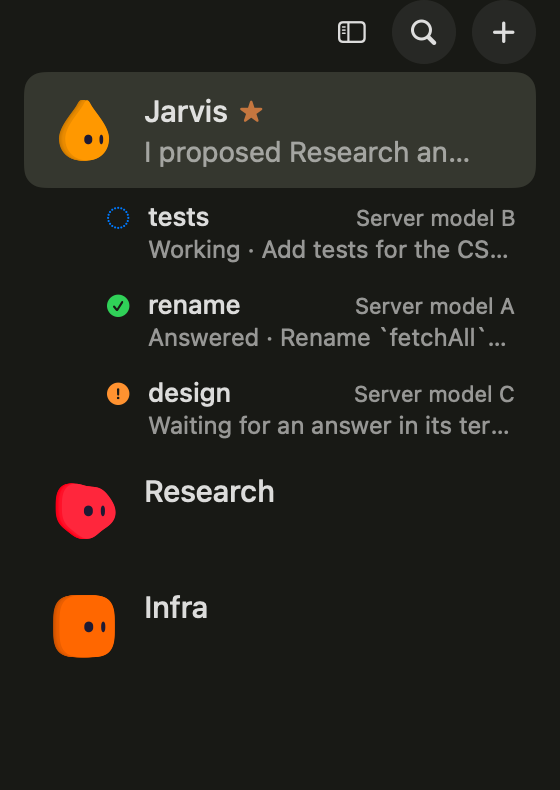 Jarvis
I proposed Research an...
tests
Server model B
Working · Add tests for the CS...
rename
Server model A
Answered · Rename `fetchAll`...
design
Server model C
Waiting for an answer in its ter...
Research
Infra